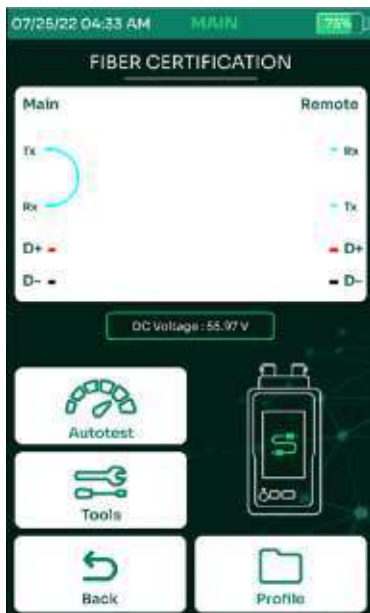 07/25/22 04:33 AM MAIN 75%
FIBER CERTIFICATION
Main Remote
Tx Rx
Rx Tx
D+ D+
D- D-
DC Voltage : 55.97 V
Autotest
Tools
Back Profile